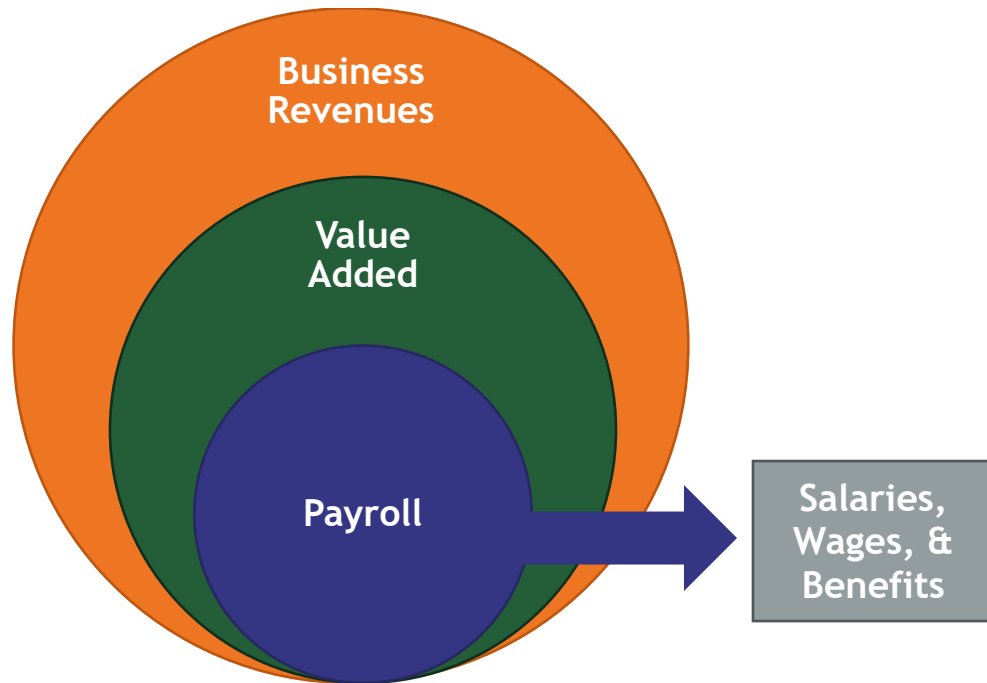 Business
Revenues
Value
Added
Payroll
Salaries,
Wages, &
Benefits